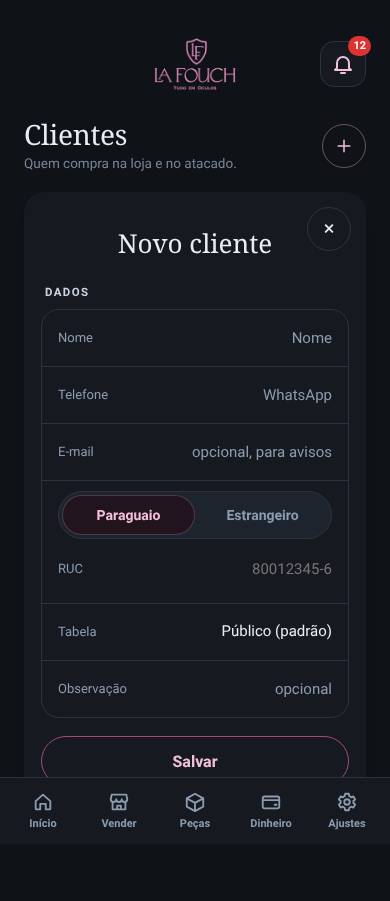 LF
LA FOUCH
TUDO EM ÓCULOS
12
Clientes
Quem compra na loja e no atacado.
+
Novo cliente
×
DADOS
Nome
Nome
Telefone
WhatsApp
E-mail
opcional, para avisos
Paraguaio
Estrangeiro
RUC
80012345-6
Tabela
Público (padrão)
Observação
opcional
Salvar
Início
Vender
Peças
Dinheiro
Ajustes